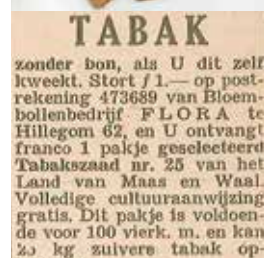 TABAK
zonder bon, als U dit zelf
kweekt. Stort f 1.— op post-
rekening 473689 van Bloem-
bollenbedrijf FLORA te
Hillegom 62, en U ontvangt
franco 1 pakje geselecteerd
Tabakszaad nr. 25 van het
Land van Maas en Waal.
Volledige cultuuraanwijzing
gratis. Dit pakje is voldoen-
de voor 100 vierk. m. en kan
25 kg zuivere tabak op-